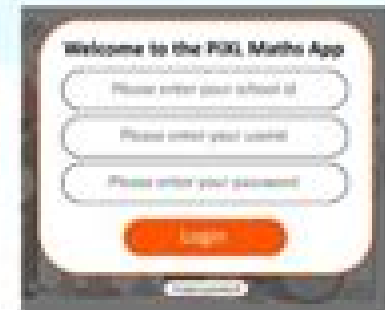 Welcome to the PiXL Maths App
Please enter your school id
Please enter your userid
Please enter your password
Login